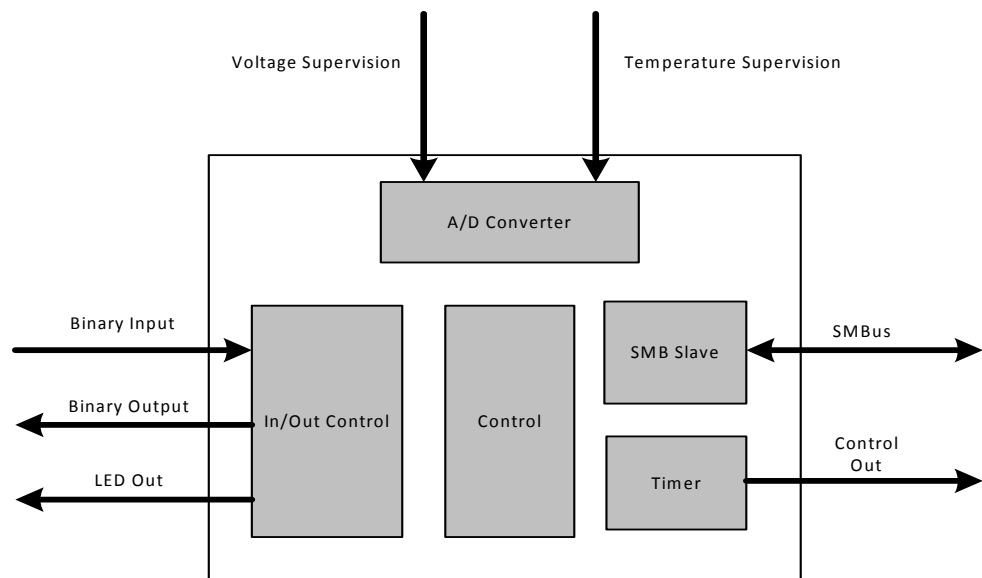 Voltage Supervision
Temperature Supervision
A/D Converter
Binary Input
SMBus
SMB Slave
Binary Output
In/Out Control
Control
Control
Out
LED Out
Timer